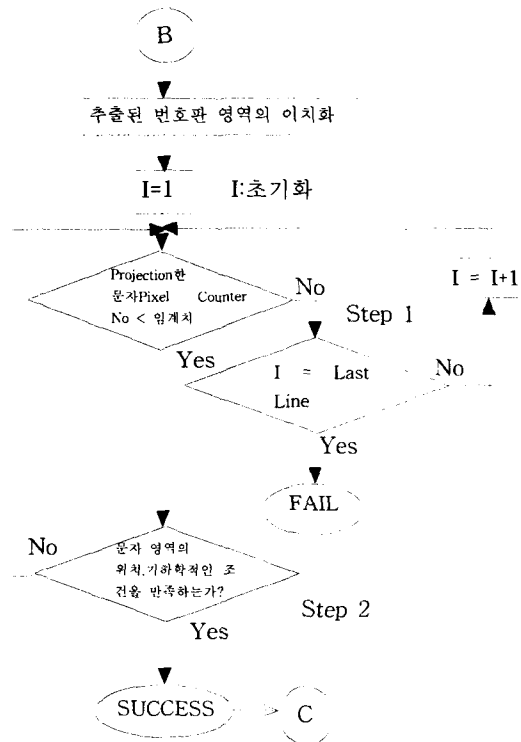 B
추출된 번호판 영역의 이치화
I=1 I:초기화
Projection한
문자Pixel Counter
No < 임계치
No
I = I+1
Step 1
Yes
I = Last
Line
No
Yes
FAIL
No
문자 영역의
위치,기하학적인 조
건을 만족하는가?
Step 2
Yes
SUCCESS
C